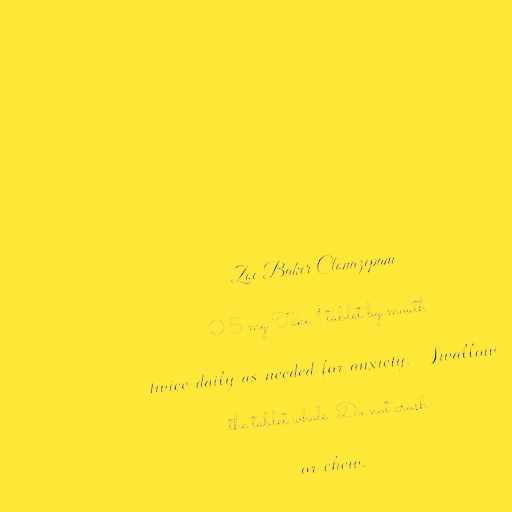 Zoe Baker Clonazepam
0.5 mg Take 1 tablet by mouth
twice daily as needed for anxiety. Swallow
the tablet whole. Do not crush
or chew.